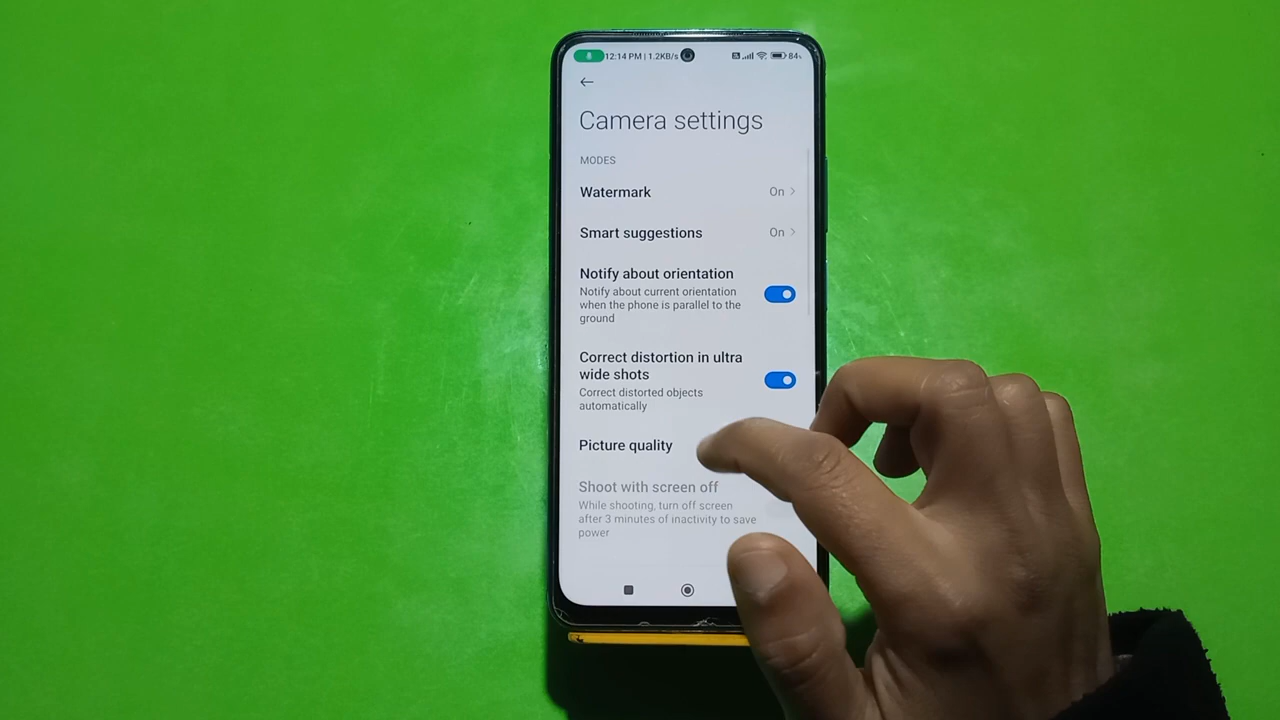 12:14 PM | 1.2KB/s 84%
Camera settings
MODES
Watermark On
Smart suggestions On
Notify about orientation
Notify about current orientation
when the phone is parallel to the
ground
Correct distortion in ultra
wide shots
Correct distorted objects
automatically
Picture quality
Shoot with screen off
While shooting, turn off screen
after 3 minutes of inactivity to save
power